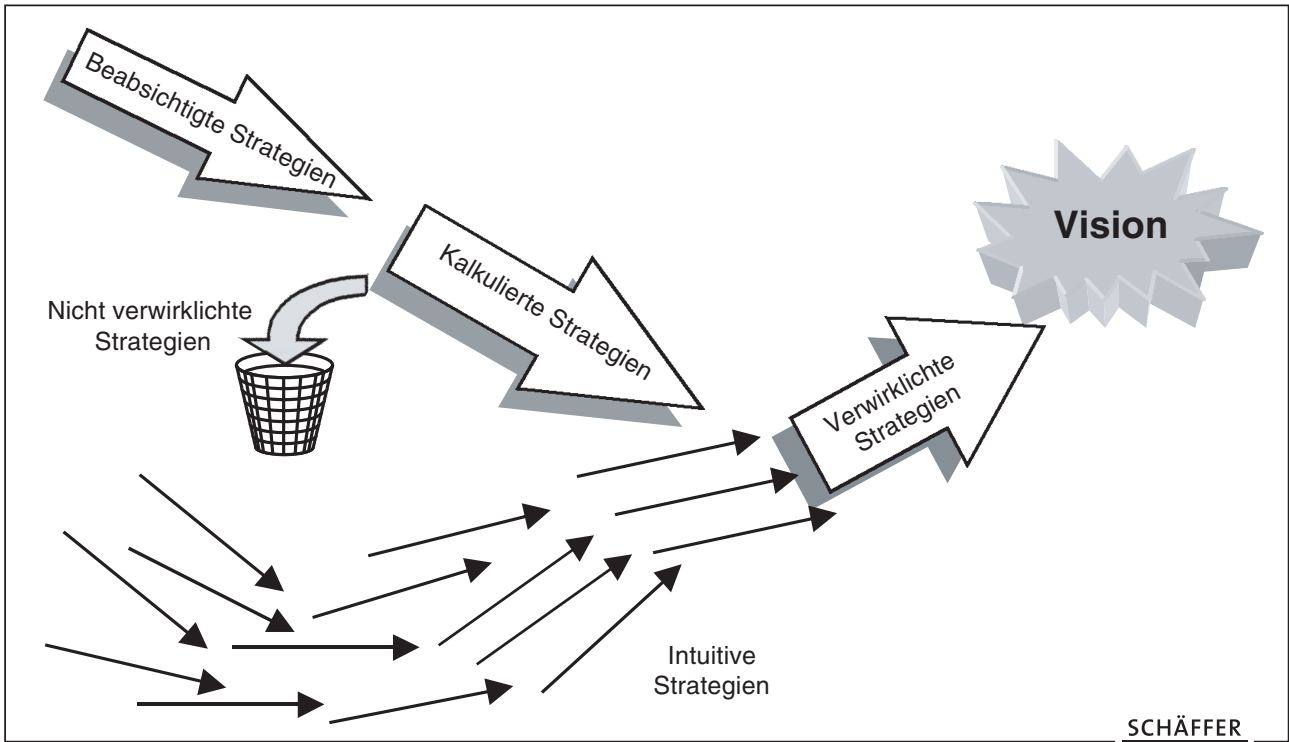 Beabsichtigte Strategien
Kalkulierte Strategien
Nicht verwirklichte
Strategien
Vision
Verwirklichte
Strategien
Intuitive
Strategien
SCHÄFFER